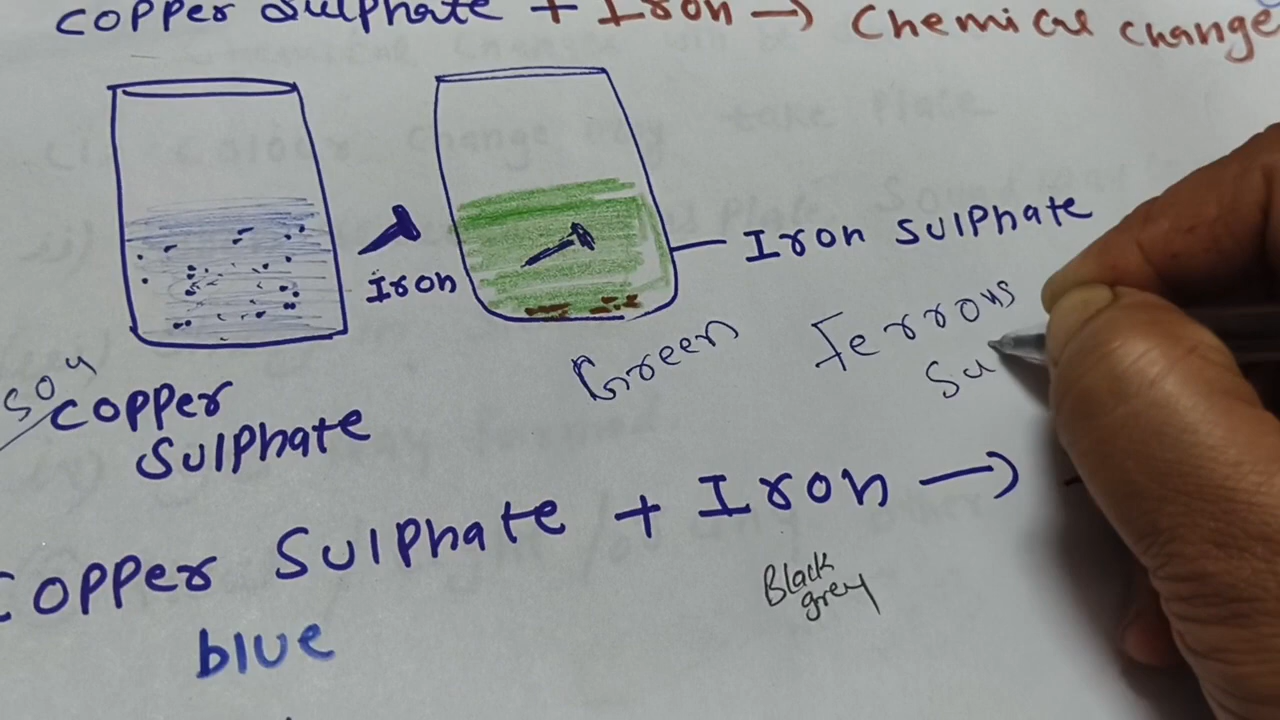 Copper Sulphate + Iron → Chemical change
Iron
Iron sulphate
Green
Ferrous
Su
SO4
Copper
Sulphate
Copper Sulphate + Iron →
Black
grey
blue